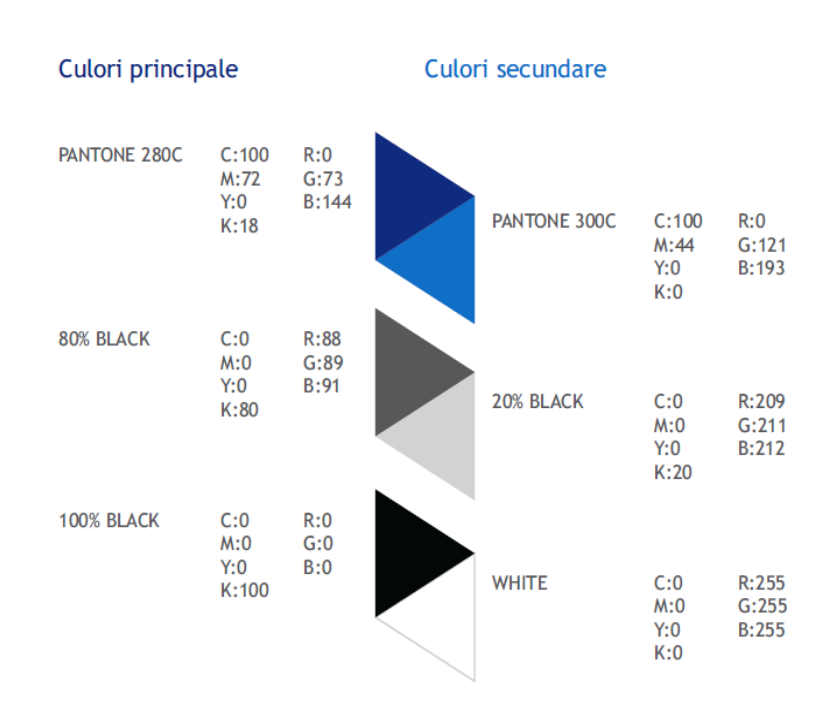 Culori principale
Culori secundare
PANTONE 280C C:100 R:0
M:72 G:73
Y:0 B:144
K:18
PANTONE 300C C:100 R:0
M:44 G:121
Y:0 B:193
K:0
80% BLACK C:0 R:88
M:0 G:89
Y:0 B:91
K:80
20% BLACK C:0 R:209
M:0 G:211
Y:0 B:212
K:20
100% BLACK C:0 R:0
M:0 G:0
Y:0 B:0
K:100
WHITE C:0 R:255
M:0 G:255
Y:0 B:255
K:0